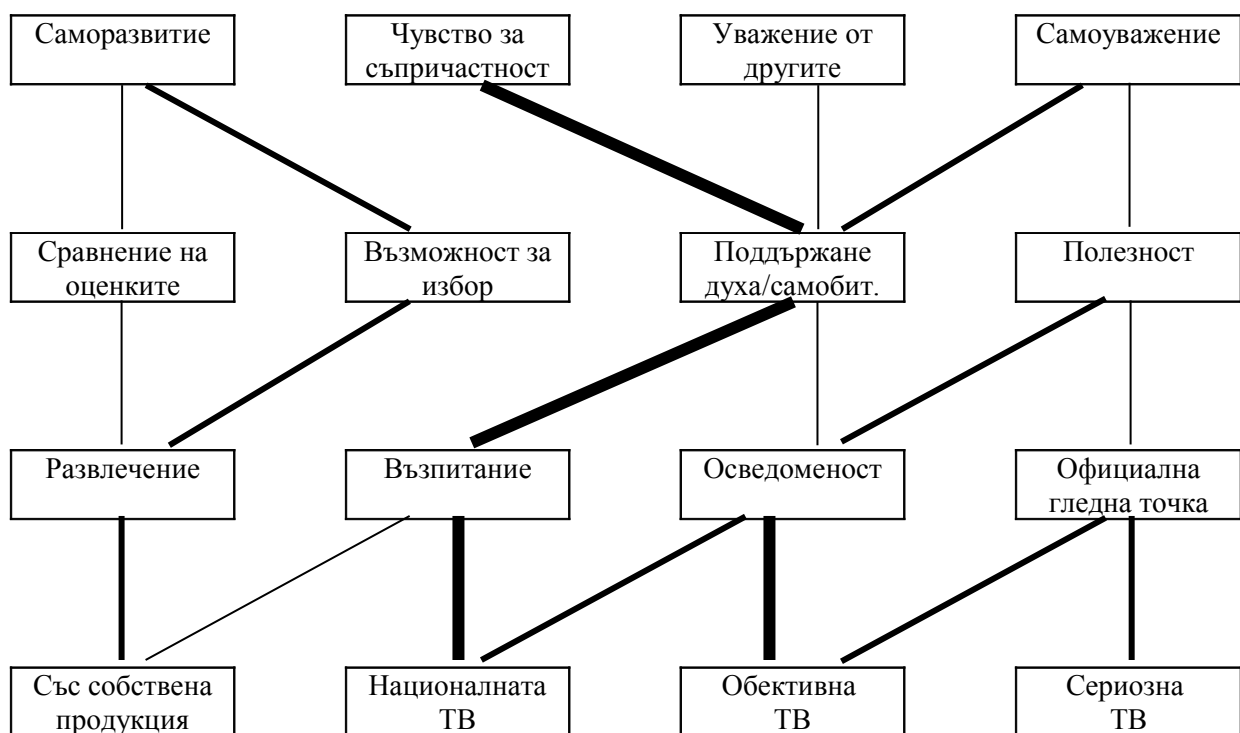 Саморазвитие
Чувство за
съпричастност
Уважение от
другите
Самоуважение
Сравнение на
оценките
Възможност за
избор
Поддържане
духа/самобит.
Полезност
Развлечение
Възпитание
Осведоменост
Официална
гледна точка
Със собствена
продукция
Националната
ТВ
Обективна
ТВ
Сериозна
ТВ